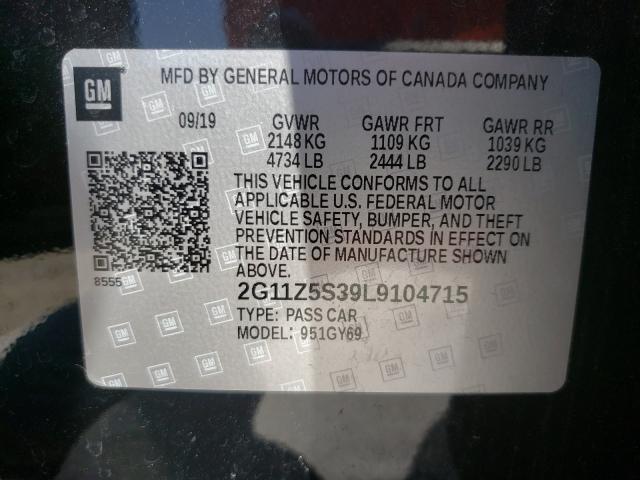 GM
MFD BY GENERAL MOTORS OF CANADA COMPANY
09/19 GVWR GAWR FRT GAWR RR
2148 KG 1109 KG 1039 KG
4734 LB 2444 LB 2290 LB
THIS VEHICLE CONFORMS TO ALL
APPLICABLE U.S. FEDERAL MOTOR
VEHICLE SAFETY, BUMPER, AND THEFT
PREVENTION STANDARDS IN EFFECT ON
THE DATE OF MANUFACTURE SHOWN
ABOVE.
8555
2G11Z5S39L9104715
TYPE: PASS CAR
MODEL: 951GY69